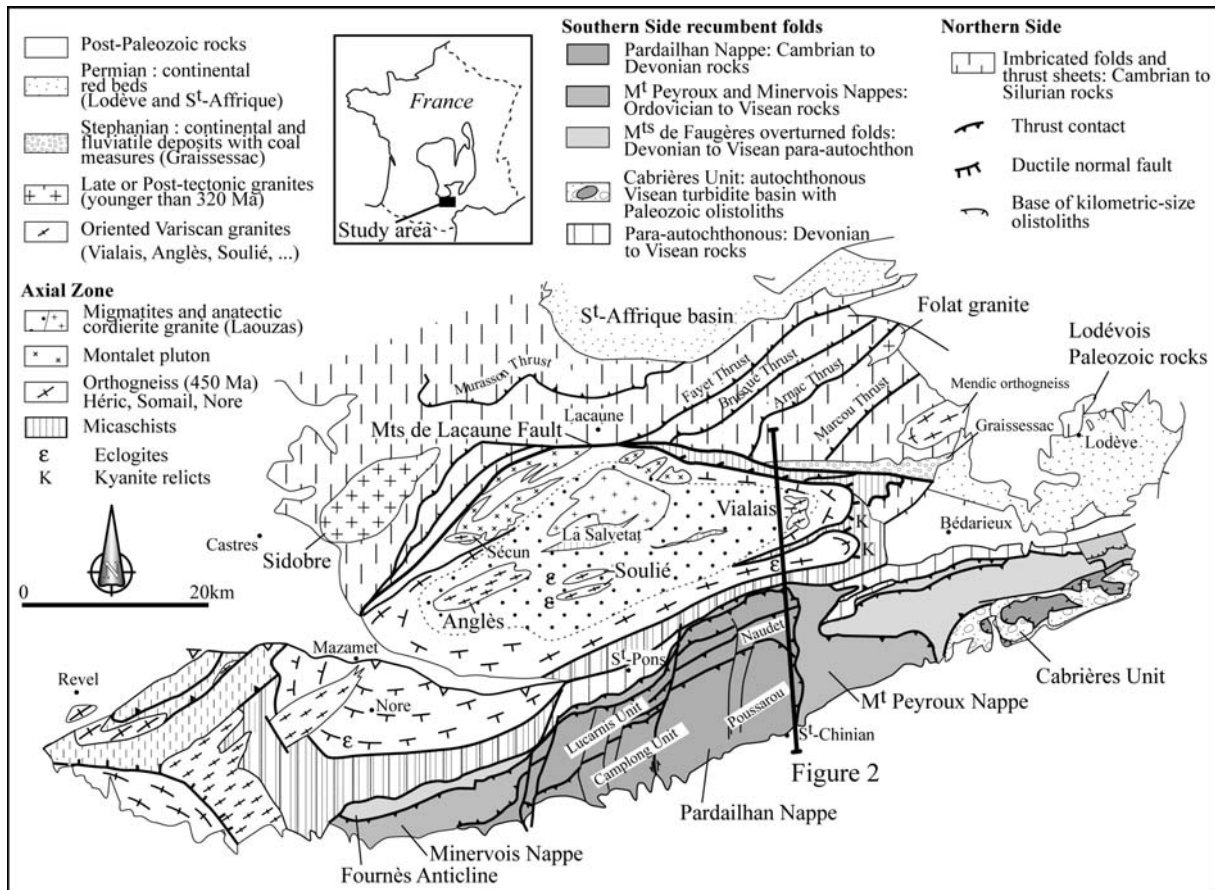 Post-Paleozoic rocks
Permian : continental
red beds
(Lodève and Sᵗ-Affrique)
Stephanian : continental and
fluviatile deposits with coal
measures (Graissessac)
Late or Post-tectonic granites
(younger than 320 Ma)
Oriented Variscan granites
(Vialais, Anglès, Soulié, ...)
Axial Zone
Migmatites and anatectic
cordierite granite (Laouzas)
Montalet pluton
Orthogneiss (450 Ma)
Héric, Somail, Nore
Micaschists
ε Eclogites
K Kyanite relicts
France
Study area
Southern Side recumbent folds
Pardailhan Nappe: Cambrian to
Devonian rocks
Mᵗ Peyroux and Minervois Nappes:
Ordovician to Visean rocks
Mᵗˢ de Faugères overturned folds:
Devonian to Visean para-autochthon
Cabrières Unit: autochthonous
Visean turbidite basin with
Paleozoic olistoliths
Para-autochthonous: Devonian
to Visean rocks
Northern Side
Imbricated folds and
thrust sheets: Cambrian to
Silurian rocks
Thrust contact
Ductile normal fault
Base of kilometric-size
olistoliths
N
0 20km
Sᵗ-Affrique basin
Folat granite
Lodévois
Paleozoic rocks
Murasson Thrust
Fayet Thrust
Brusque Thrust
Arnac Thrust
Marcou Thrust
Mendic orthogneiss
Graissessac
Lodève
Lacaune
Mts de Lacaune Fault
Vialais
K
K
Bédarieux
Castres
Sidobre
Sécun
La Salvetat
Soulié
ε
ε
ε
Anglès
Mazamet
Sᵗ-Pons
Naudet
Cabrières Unit
Revel
Nore
ε
Lucarnis Unit
Camplong Unit
Poussarou
Mᵗ Peyroux Nappe
Sᵗ-Chinian
Figure 2
Pardailhan Nappe
Minervois Nappe
Fournès Anticline